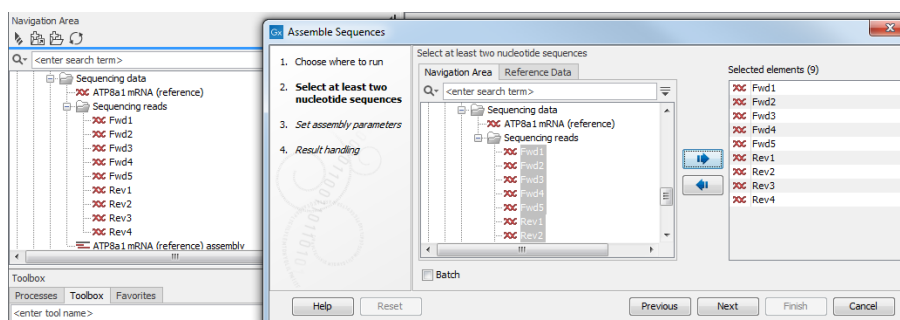 Navigation Area
<enter search term>
Sequencing data
ATP8a1 mRNA (reference)
Sequencing reads
Fwd1
Fwd2
Fwd3
Fwd4
Fwd5
Rev1
Rev2
Rev3
Rev4
ATP8a1 mRNA (reference) assembly
Toolbox
Processes Toolbox Favorites
<enter tool name>
Gx Assemble Sequences
1. Choose where to run
2. Select at least two
nucleotide sequences
3. Set assembly parameters
4. Result handling
Select at least two nucleotide sequences
Navigation Area Reference Data
<enter search term>
Sequencing data
ATP8a1 mRNA (reference)
Sequencing reads
Fwd1
Fwd2
Fwd3
Fwd4
Fwd5
Rev1
Rev2
Batch
Selected elements (9)
Fwd1
Fwd2
Fwd3
Fwd4
Fwd5
Rev1
Rev2
Rev3
Rev4
Help Reset Previous Next Finish Cancel